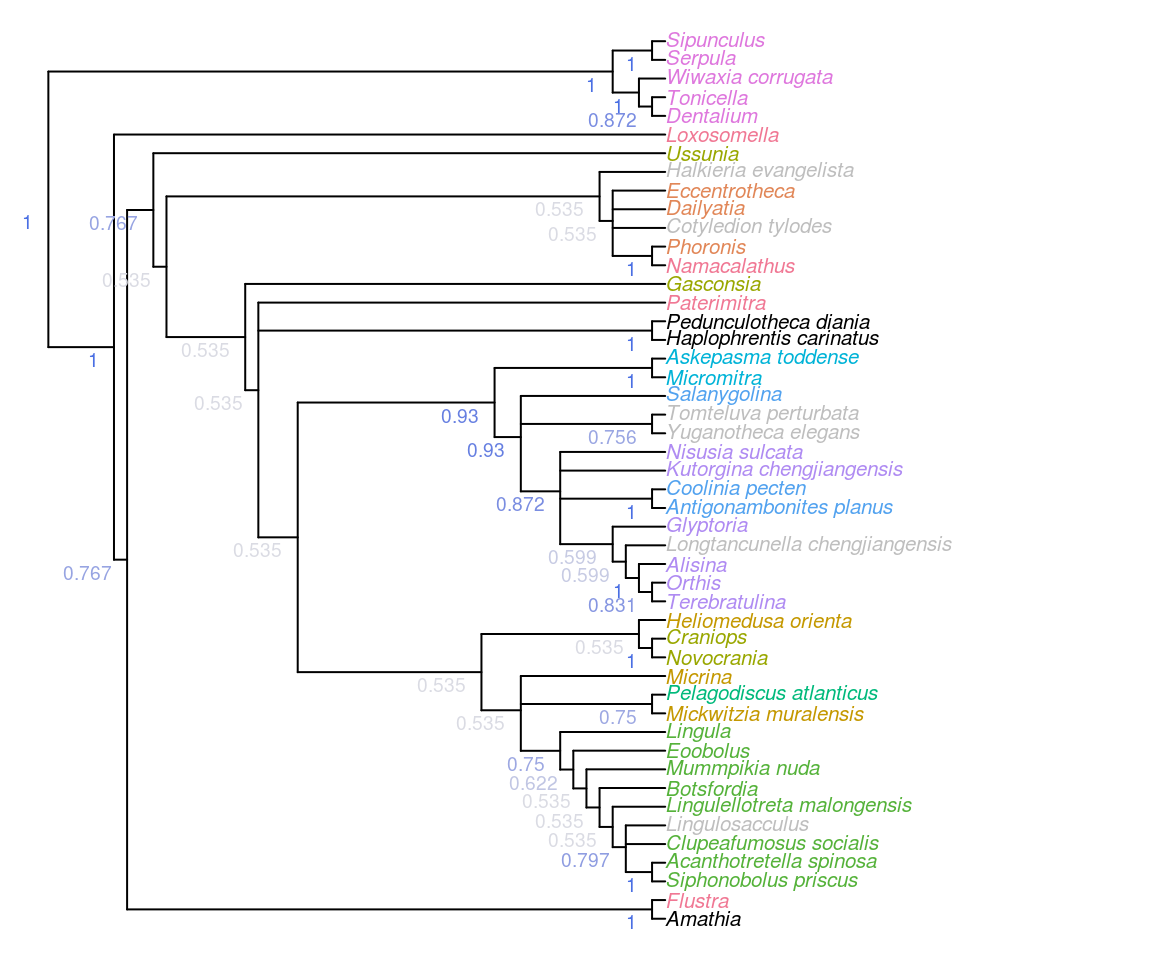 Sipunculus
Serpula
1
Wiwaxia corrugata
1
Tonicella
1
Dentalium
0.872
Loxosomella
Ussunia
Halkieria evangelista
Eccentrotheca
Dailyatia
0.535
1
0.767
Cotyledion tylodes
0.535
Phoronis
Namacalathus
1
0.535
Gasconsia
Paterimitra
Pedunculotheca diania
Haplophrentis carinatus
1
0.535
1
Askepasma toddense
Micromitra
1
Salanygolina
0.535
Tomteluva perturbata
0.93
Yuganotheca elegans
0.756
0.93
Nisusia sulcata
Kutorgina chengjiangensis
Coolinia pecten
0.872
Antigonambonites planus
1
Glyptoria
Longtancunella chengjiangensis
0.535
0.599
Alisina
0.767
0.599
Orthis
1
Terebratulina
0.831
Heliomedusa orienta
Craniops
0.535
Novocrania
1
Micrina
0.535
Pelagodiscus atlanticus
Mickwitzia muralensis
0.75
0.535
Lingula
Eoobolus
0.75
Mummpikia nuda
0.622
Botsfordia
0.535
Lingulellotreta malongensis
0.535
Lingulosacculus
0.535
Clupeafumosus socialis
0.797
Acanthotretella spinosa
Siphonobolus priscus
1
Flustra
Amathia
1